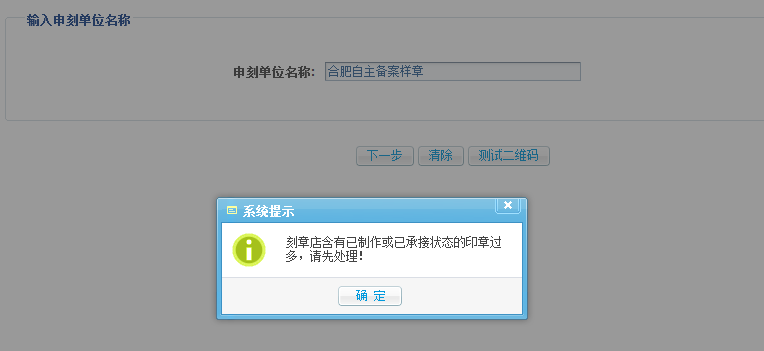 输入申刻单位名称
申刻单位名称：
合肥自主备案样章
下一步
清除
测试二维码
系统提示
刻章店含有已制作或已承接状态的印章过
多，请先处理！
确 定